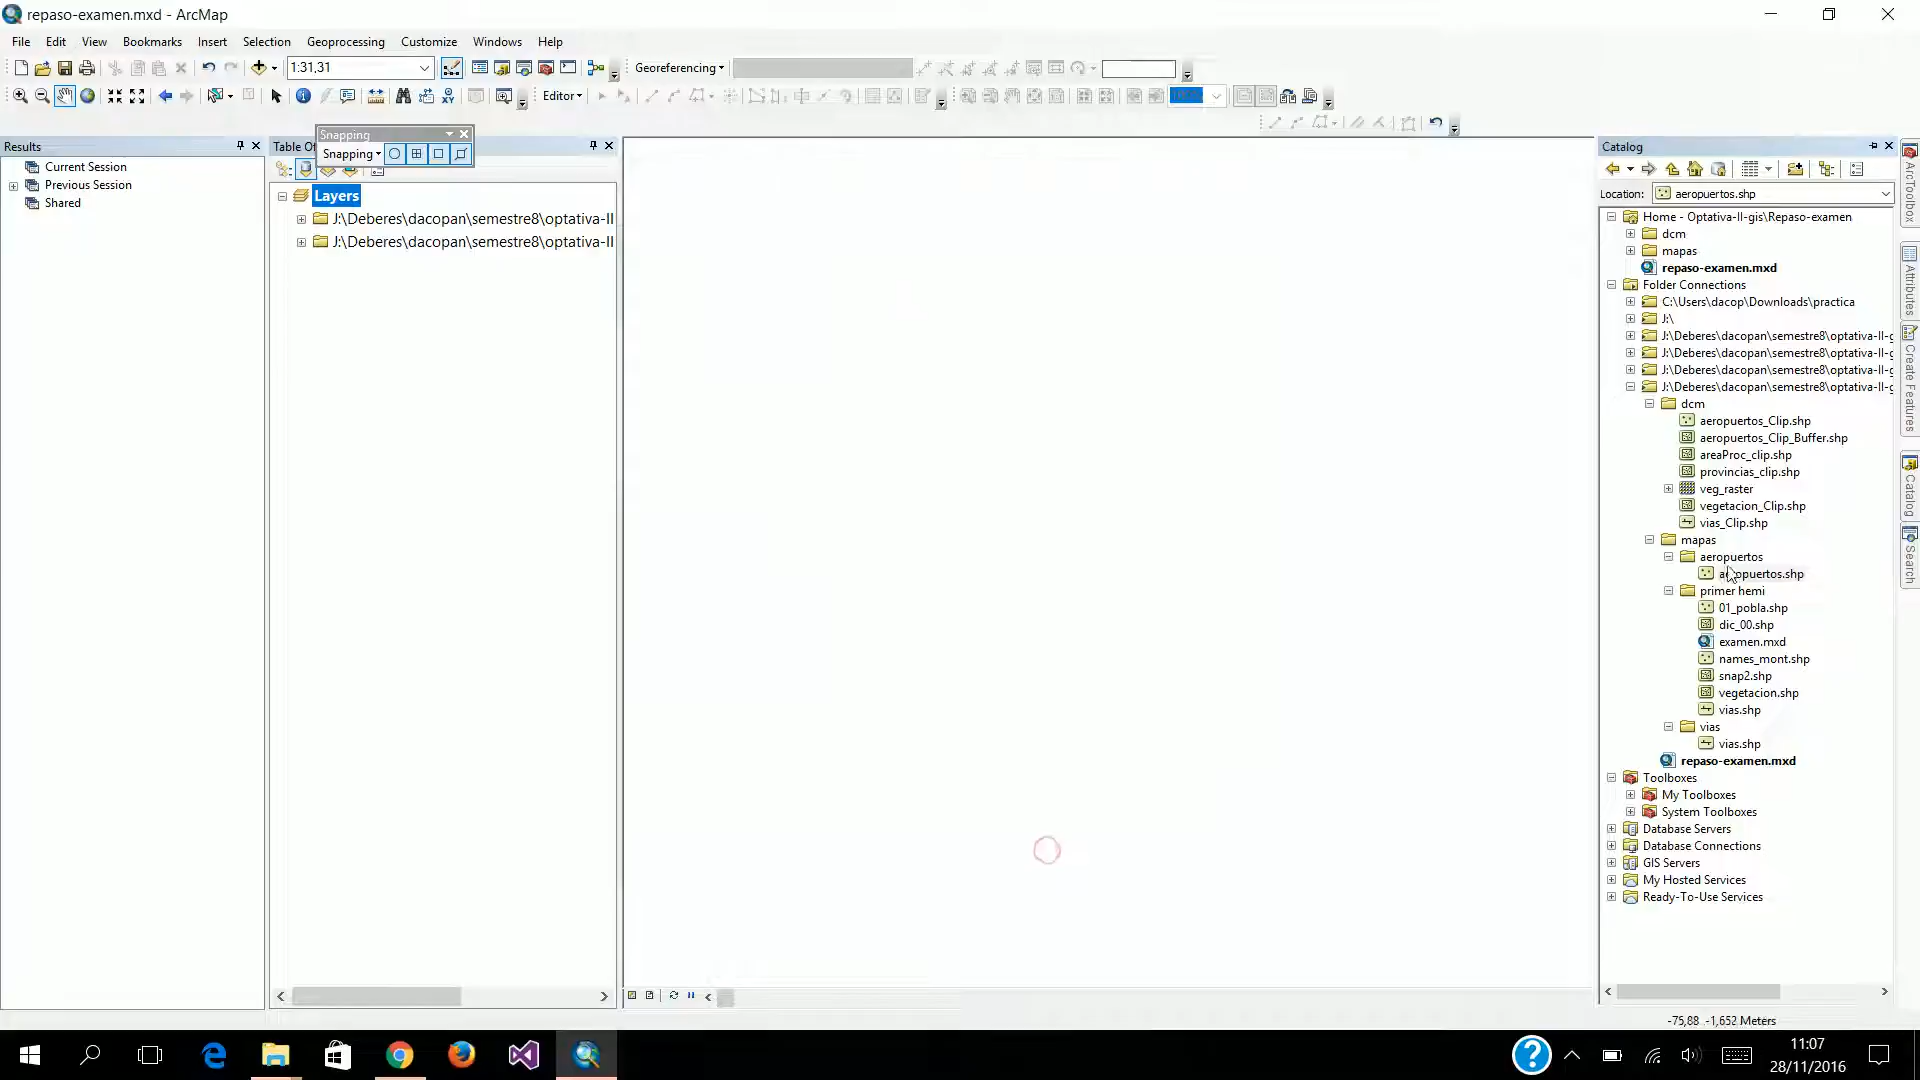 repaso-examen.mxd - ArcMap
File Edit View Bookmarks Insert Selection Geoprocessing Customize Windows Help
1:31,31 Georeferencing
Editor
Snapping
Snapping
Results
Current Session
Previous Session
Shared
Table Of
Layers
J:\Deberes\dacopan\semestre8\optativa-II
J:\Deberes\dacopan\semestre8\optativa-II
Catalog
Location: aeropuertos.shp
Home - Optativa-II-gis\Repaso-examen
dcm
mapas
repaso-examen.mxd
Folder Connections
C:\Users\dacop\Downloads\practica
J:\
J:\Deberes\dacopan\semestre8\optativa-II-g
J:\Deberes\dacopan\semestre8\optativa-II-g
J:\Deberes\dacopan\semestre8\optativa-II-g
J:\Deberes\dacopan\semestre8\optativa-II-g
dcm
aeropuertos_Clip.shp
aeropuertos_Clip_Buffer.shp
areaProc_clip.shp
provincias_clip.shp
veg_raster
vegetacion_Clip.shp
vias_Clip.shp
mapas
aeropuertos
aeropuertos.shp
primer hemi
01_pobla.shp
dic_00.shp
examen.mxd
names_mont.shp
snap2.shp
vegetacion.shp
vias.shp
vias
vias.shp
repaso-examen.mxd
Toolboxes
My Toolboxes
System Toolboxes
Database Servers
Database Connections
GIS Servers
My Hosted Services
Ready-To-Use Services
ArcToolbox
Attributes
Create Features
Catalog
Search
-75,88 -1,652 Meters
11:07
28/11/2016